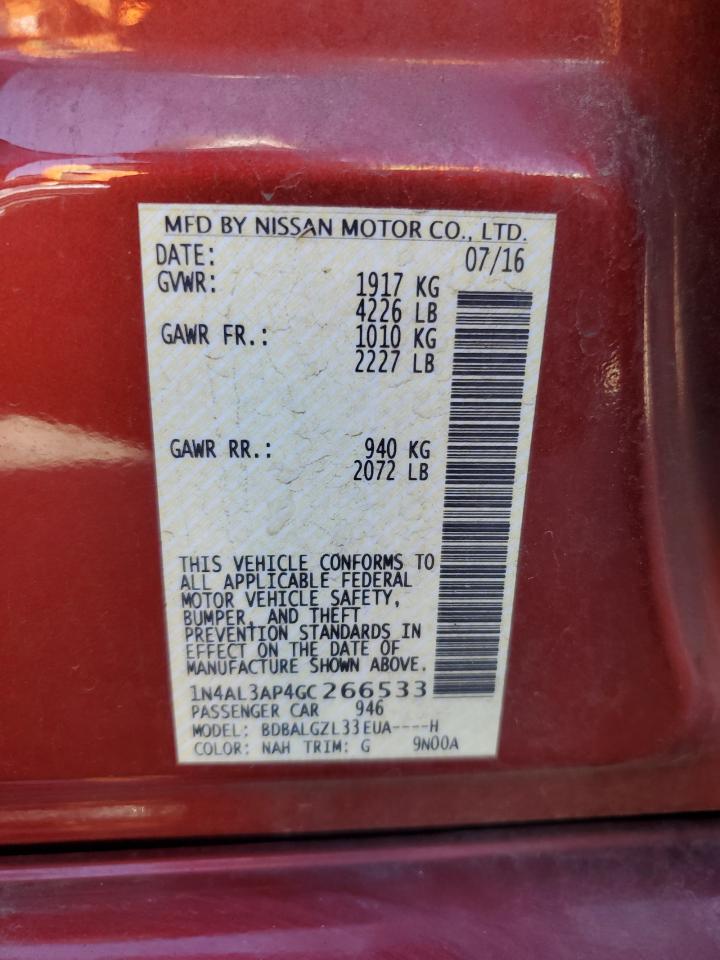 MFD BY NISSAN MOTOR CO., LTD.
DATE: 07/16
GVWR: 1917 KG
4226 LB
GAWR FR.: 1010 KG
2227 LB
GAWR RR.: 940 KG
2072 LB
THIS VEHICLE CONFORMS TO
ALL APPLICABLE FEDERAL
MOTOR VEHICLE SAFETY,
BUMPER, AND THEFT
PREVENTION STANDARDS IN
EFFECT ON THE DATE OF
MANUFACTURE SHOWN ABOVE.
1N4AL3AP4GC266533
PASSENGER CAR 946
MODEL: BDBALGZL33EUA----H
COLOR: NAH TRIM: G 9N00A